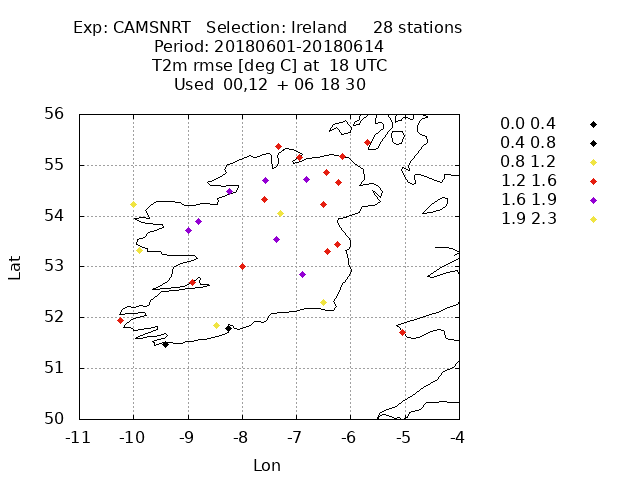 Exp: CAMSNRT Selection: Ireland 28 stations
Period: 20180601-20180614
T2m rmse [deg C] at 18 UTC
Used 00,12 + 06 18 30
56
55
54
53
52
51
50
Lat
-11 -10 -9 -8 -7 -6 -5 -4
Lon
0.0 0.4
0.4 0.8
0.8 1.2
1.2 1.6
1.6 1.9
1.9 2.3